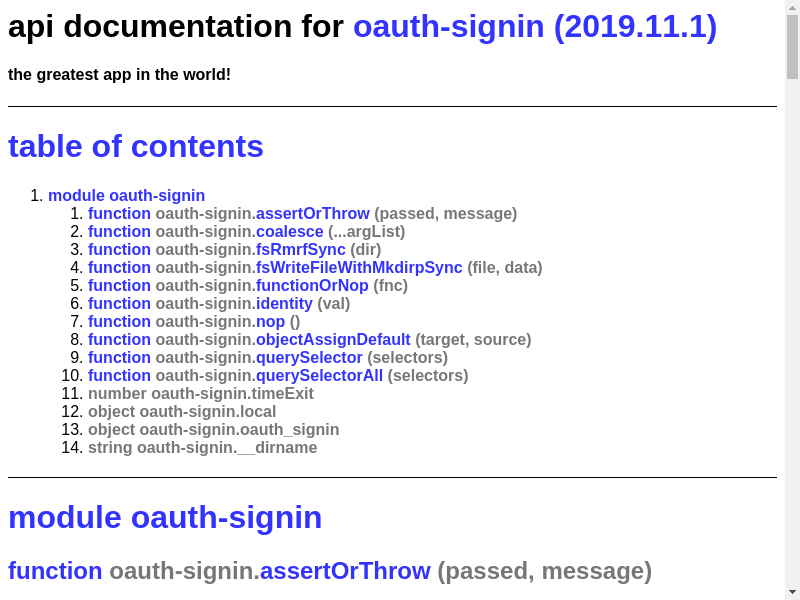 api documentation for oauth-signin (2019.11.1)
the greatest app in the world!
table of contents
1. module oauth-signin
1. function oauth-signin.assertOrThrow (passed, message)
2. function oauth-signin.coalesce (...argList)
3. function oauth-signin.fsRmrfSync (dir)
4. function oauth-signin.fsWriteFileWithMkdirpSync (file, data)
5. function oauth-signin.functionOrNop (fnc)
6. function oauth-signin.identity (val)
7. function oauth-signin.nop ()
8. function oauth-signin.objectAssignDefault (target, source)
9. function oauth-signin.querySelector (selectors)
10. function oauth-signin.querySelectorAll (selectors)
11. number oauth-signin.timeExit
12. object oauth-signin.local
13. object oauth-signin.oauth_signin
14. string oauth-signin.__dirname
module oauth-signin
function oauth-signin.assertOrThrow (passed, message)